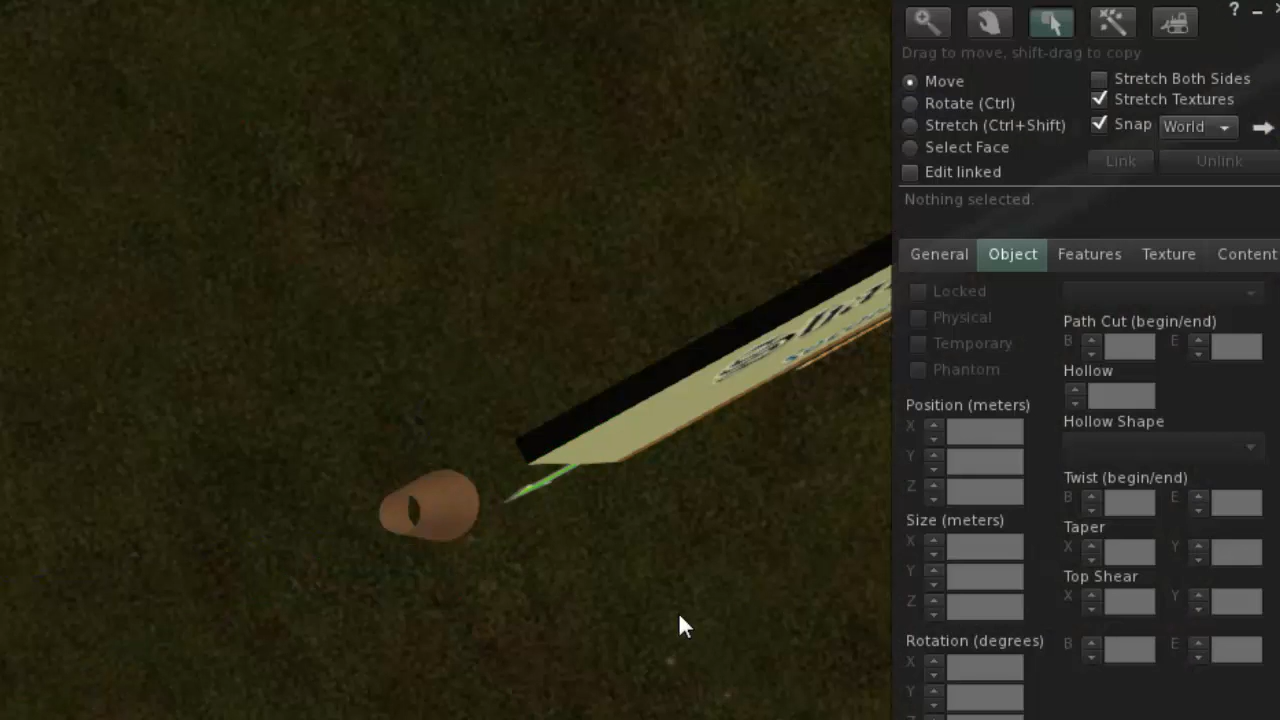 ?
Drag to move, shift-drag to copy
Move
Stretch Both Sides
Rotate (Ctrl)
Stretch Textures
Stretch (Ctrl+Shift)
Snap World
Select Face
Edit linked
Link Unlink
Nothing selected.
General Object Features Texture Content
Locked
Physical
Temporary
Phantom
Path Cut (begin/end)
B E
Hollow
Position (meters)
X
Y
Z
Hollow Shape
Twist (begin/end)
B E
Size (meters)
X
Y
Z
Taper
X Y
Top Shear
X Y
Rotation (degrees)
X
Y
Z
B E